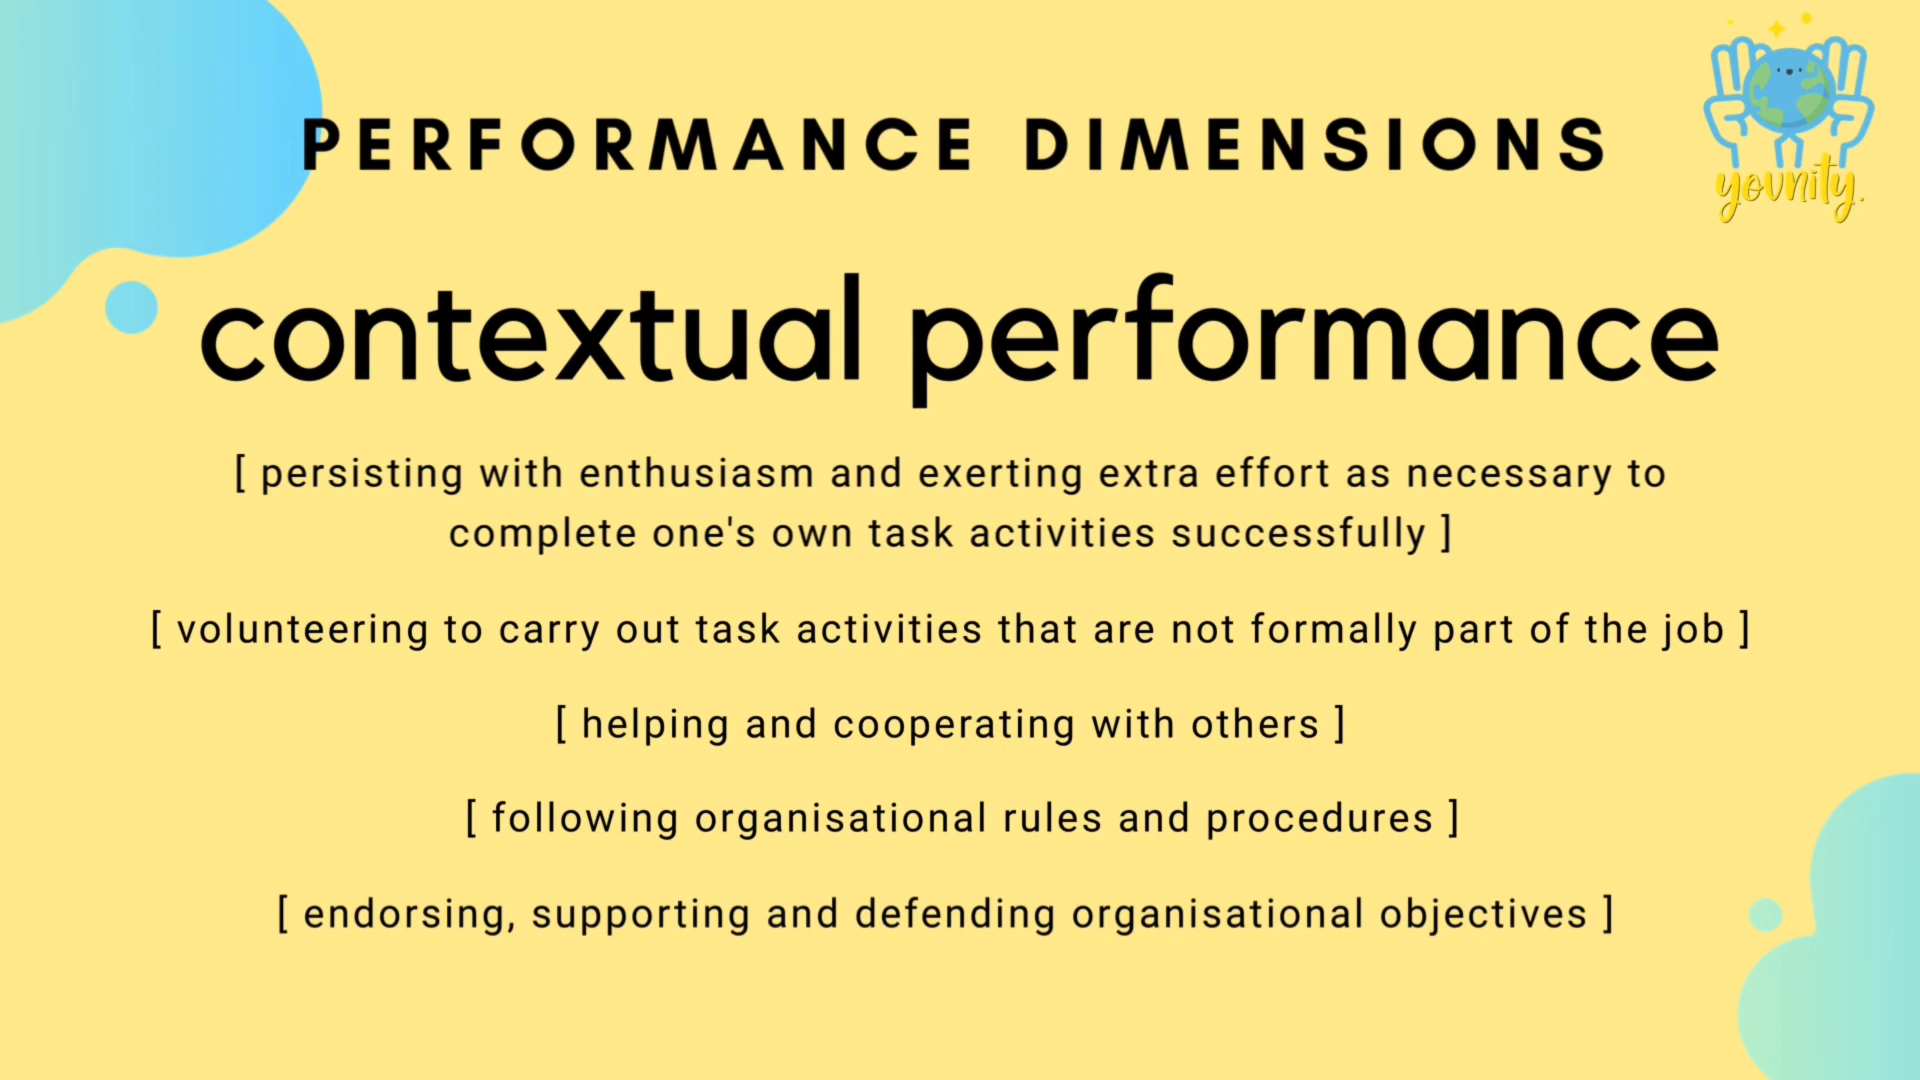 PERFORMANCE DIMENSIONS
younity.
contextual performance
[ persisting with enthusiasm and exerting extra effort as necessary to
complete one's own task activities successfully ]
[ volunteering to carry out task activities that are not formally part of the job ]
[ helping and cooperating with others ]
[ following organisational rules and procedures ]
[ endorsing, supporting and defending organisational objectives ]